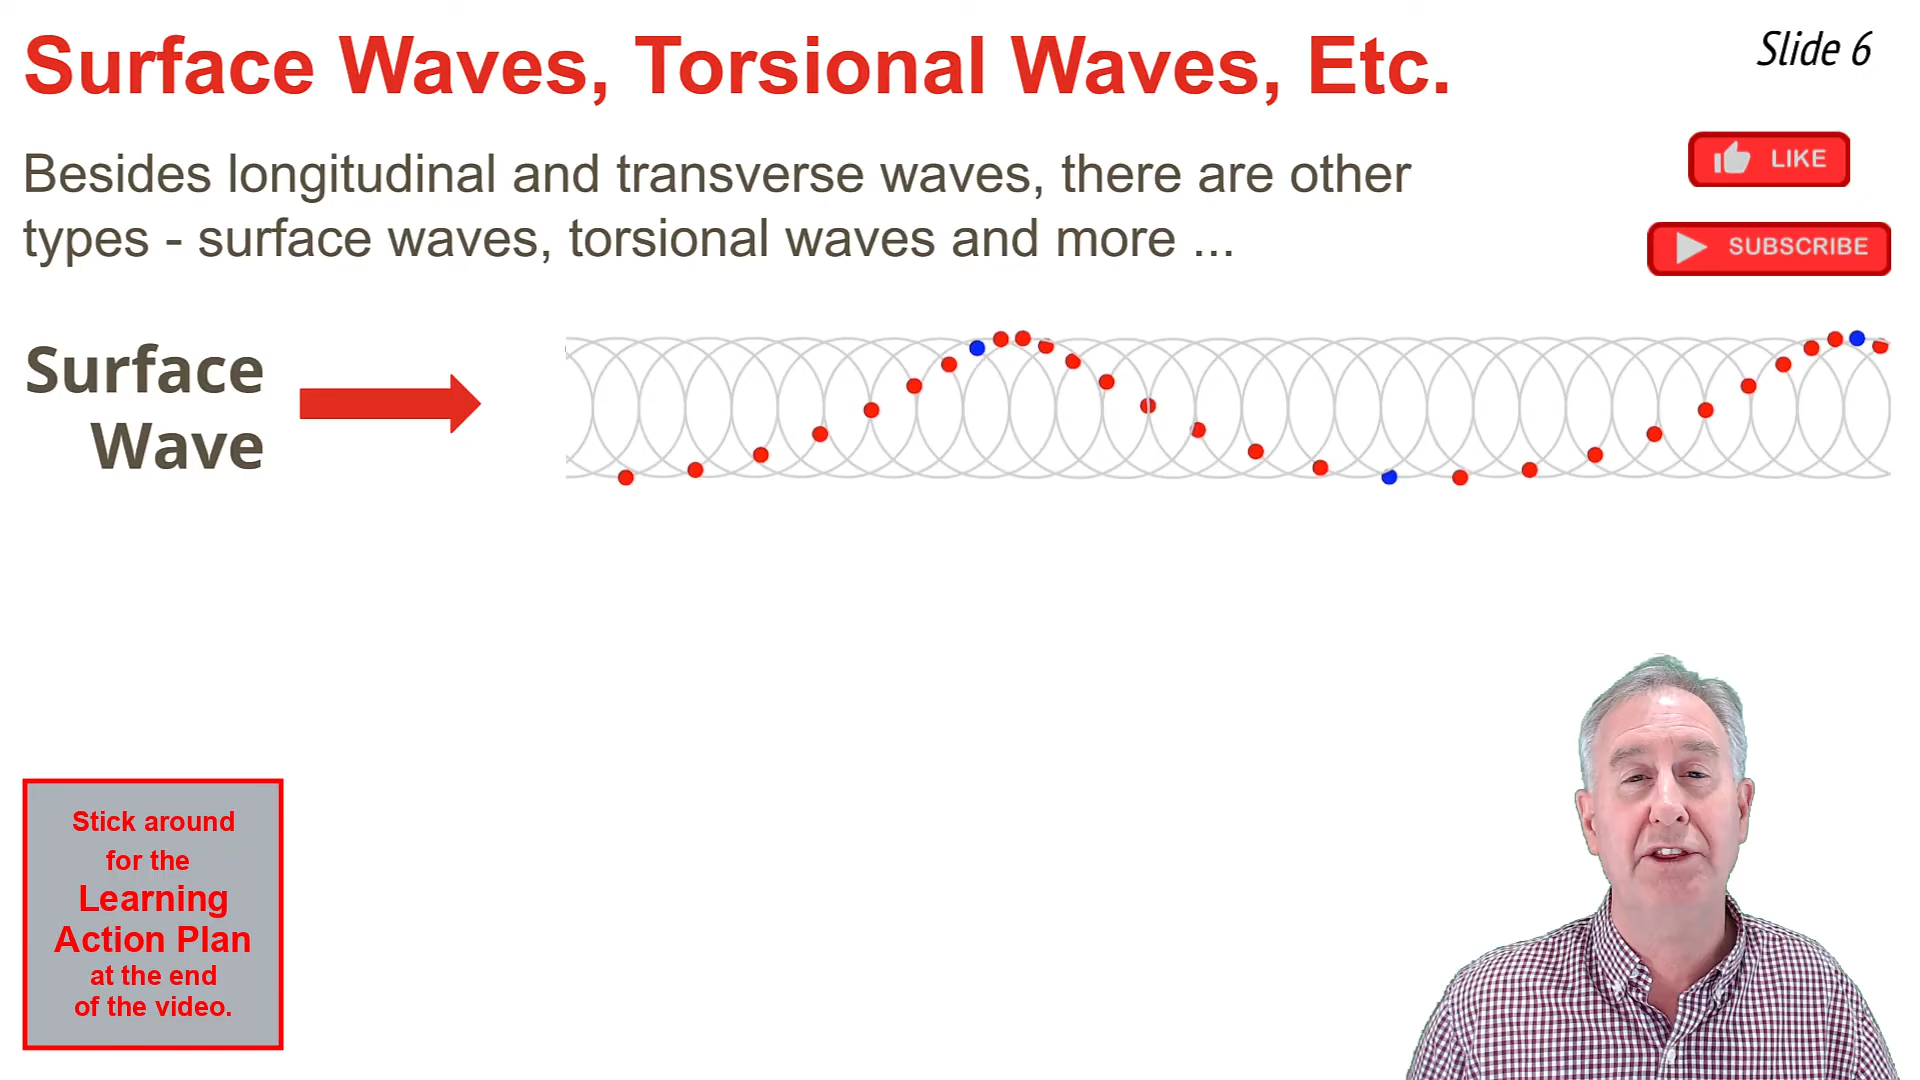 Surface Waves, Torsional Waves, Etc.
Slide 6
Besides longitudinal and transverse waves, there are other
types - surface waves, torsional waves and more ...
LIKE
SUBSCRIBE
Surface
Wave
Stick around
for the
Learning
Action Plan
at the end
of the video.